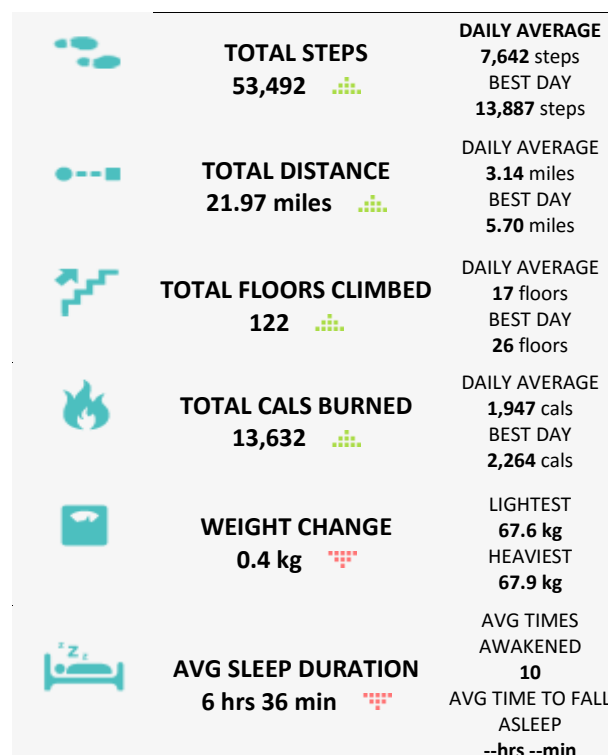 TOTAL STEPS
53,492
DAILY AVERAGE
7,642 steps
BEST DAY
13,887 steps
TOTAL DISTANCE
21.97 miles
DAILY AVERAGE
3.14 miles
BEST DAY
5.70 miles
TOTAL FLOORS CLIMBED
122
DAILY AVERAGE
17 floors
BEST DAY
26 floors
TOTAL CALS BURNED
13,632
DAILY AVERAGE
1,947 cals
BEST DAY
2,264 cals
WEIGHT CHANGE
0.4 kg
LIGHTEST
67.6 kg
HEAVIEST
67.9 kg
zZz
AVG SLEEP DURATION
6 hrs 36 min
AVG TIMES
AWAKENED
10
AVG TIME TO FALL
ASLEEP
--hrs --min